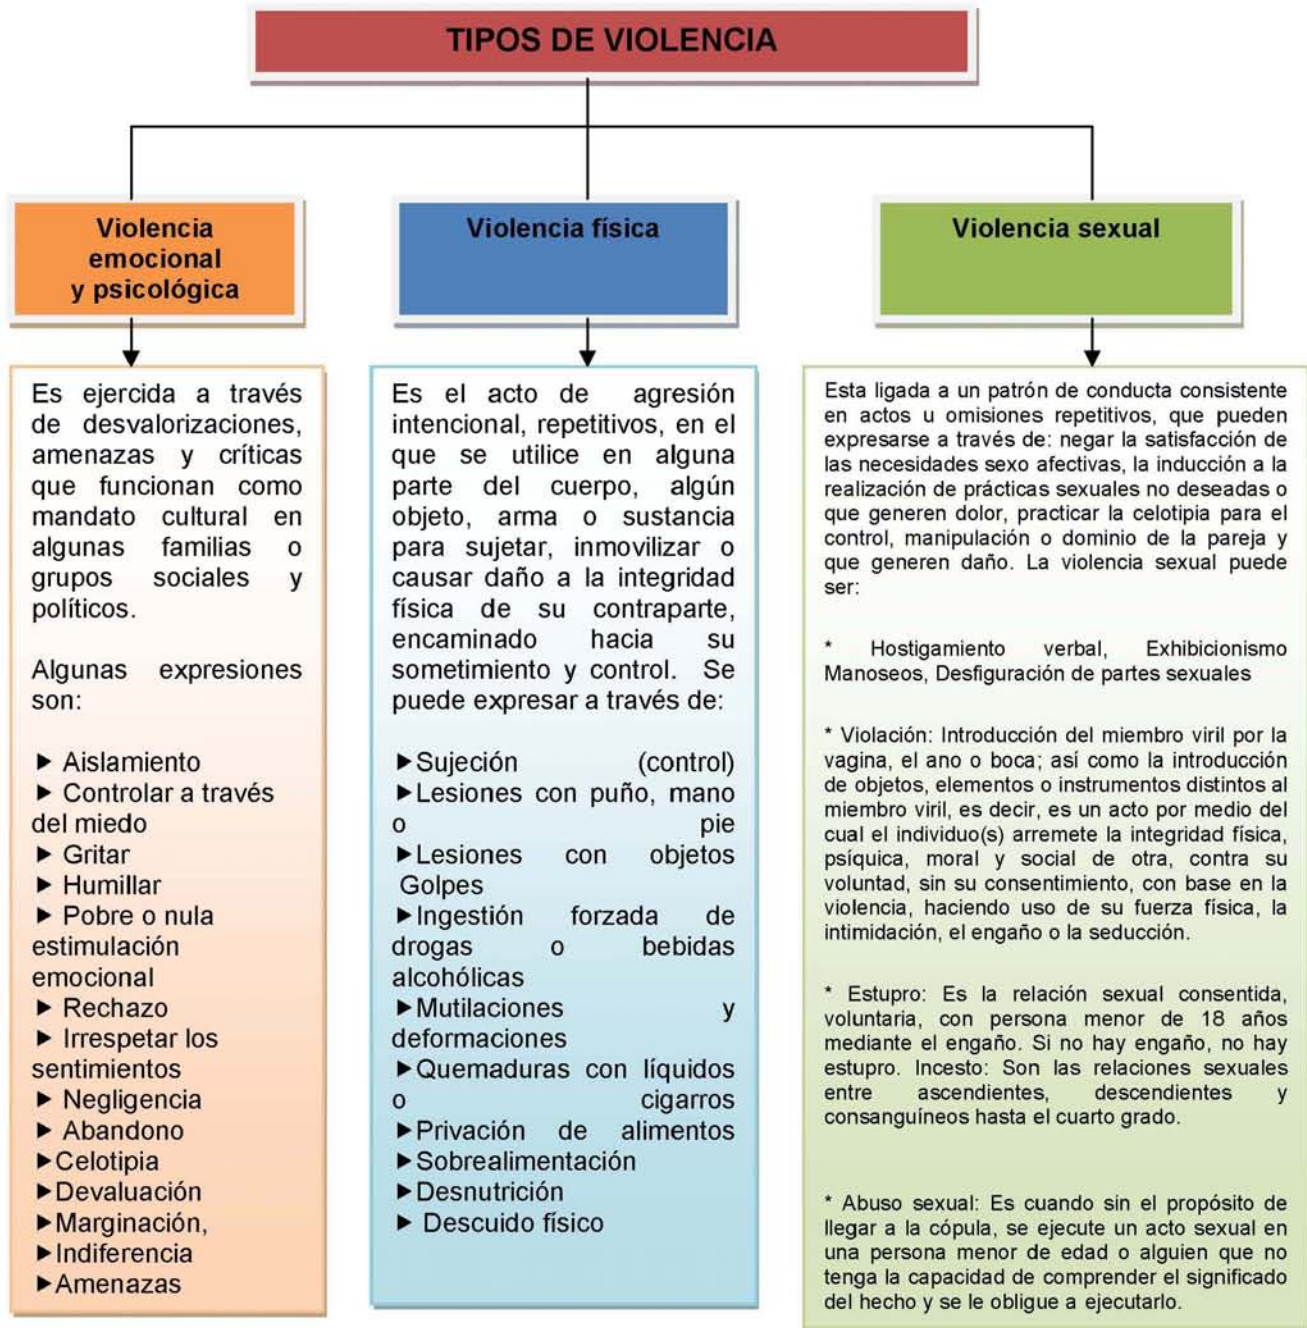 TIPOS DE VIOLENCIA
Violencia
emocional
y psicológica
Es ejercida a través
de desvalorizaciones,
amenazas y críticas
que funcionan como
mandato cultural en
algunas familias o
grupos sociales y
políticos.
Algunas expresiones
son:
► Aislamiento
► Controlar a través
del miedo
► Gritar
► Humillar
► Pobre o nula
estimulación
emocional
► Rechazo
► Irrespetar los
sentimientos
► Negligencia
► Abandono
►Celotipia
►Devaluación
►Marginación,
►Indiferencia
►Amenazas
Violencia física
Es el acto de agresión
intencional, repetitivos, en el
que se utilice en alguna
parte del cuerpo, algún
objeto, arma o sustancia
para sujetar, inmovilizar o
causar daño a la integridad
física de su contraparte,
encaminado hacia su
sometimiento y control. Se
puede expresar a través de:
►Sujeción (control)
►Lesiones con puño, mano
o pie
►Lesiones con objetos
Golpes
►Ingestión forzada de
drogas o bebidas
alcohólicas
►Mutilaciones y
deformaciones
►Quemaduras con líquidos
o cigarros
►Privación de alimentos
►Sobrealimentación
►Desnutrición
► Descuido físico
Violencia sexual
Esta ligada a un patrón de conducta consistente
en actos u omisiones repetitivos, que pueden
expresarse a través de: negar la satisfacción de
las necesidades sexo afectivas, la inducción a la
realización de prácticas sexuales no deseadas o
que generen dolor, practicar la celotipia para el
control, manipulación o dominio de la pareja y
que generen daño. La violencia sexual puede
ser:
* Hostigamiento verbal, Exhibicionismo
Manoseos, Desfiguración de partes sexuales
* Violación: Introducción del miembro viril por la
vagina, el ano o boca; así como la introducción
de objetos, elementos o instrumentos distintos al
miembro viril, es decir, es un acto por medio del
cual el individuo(s) arremete la integridad física,
psíquica, moral y social de otra, contra su
voluntad, sin su consentimiento, con base en la
violencia, haciendo uso de su fuerza física, la
intimidación, el engaño o la seducción.
* Estupro: Es la relación sexual consentida,
voluntaria, con persona menor de 18 años
mediante el engaño. Si no hay engaño, no hay
estupro. Incesto: Son las relaciones sexuales
entre ascendientes, descendientes y
consanguíneos hasta el cuarto grado.
* Abuso sexual: Es cuando sin el propósito de
llegar a la cópula, se ejecute un acto sexual en
una persona menor de edad o alguien que no
tenga la capacidad de comprender el significado
del hecho y se le obligue a ejecutarlo.